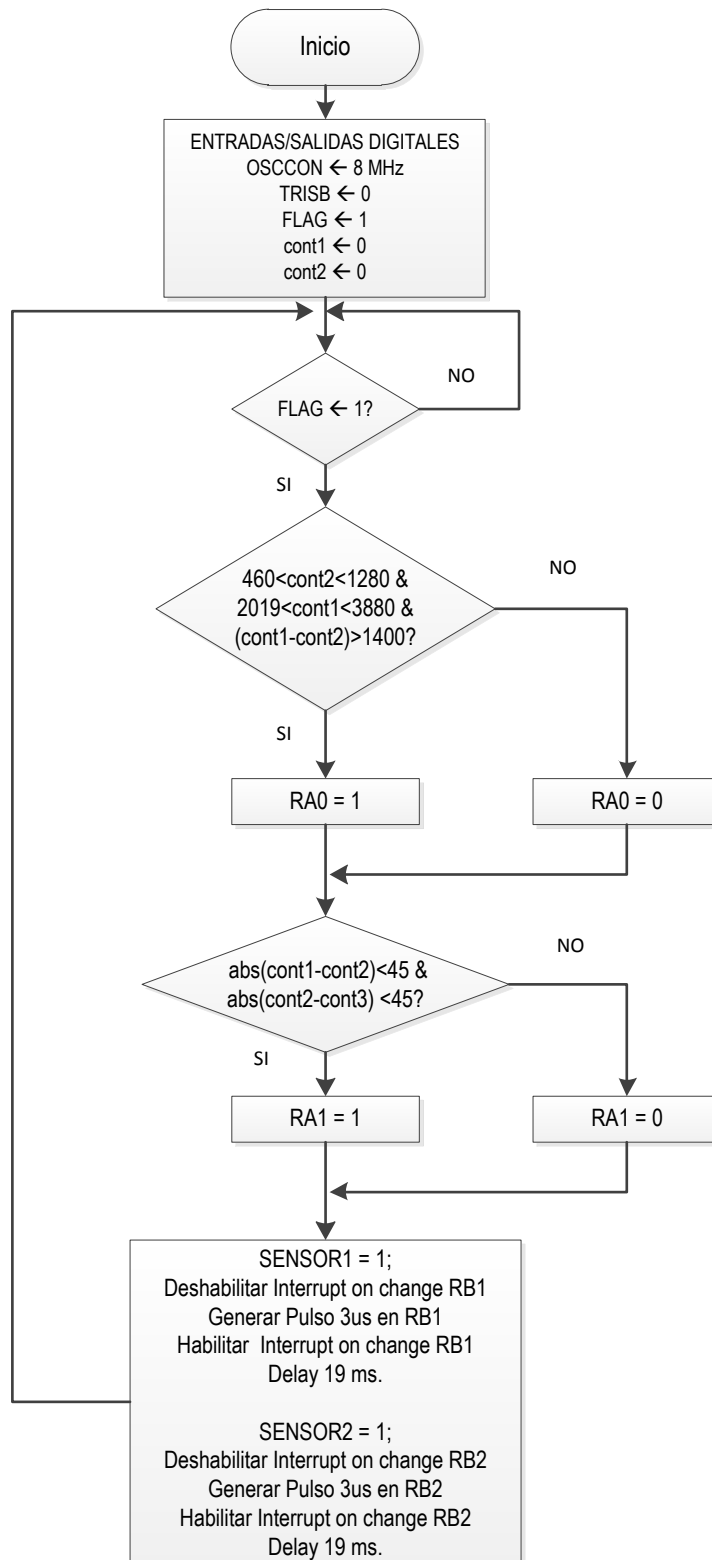 Inicio
ENTRADAS/SALIDAS DIGITALES
OSCCON ← 8 MHz
TRISB ← 0
FLAG ← 1
cont1 ← 0
cont2 ← 0
NO
FLAG ← 1?
SI
460<cont2<1280 &
2019<cont1<3880 &
(cont1-cont2)>1400?
NO
SI
RA0 = 1
RA0 = 0
abs(cont1-cont2)<45 &
abs(cont2-cont3) <45?
NO
SI
RA1 = 1
RA1 = 0
SENSOR1 = 1;
Deshabilitar Interrupt on change RB1
Generar Pulso 3us en RB1
Habilitar Interrupt on change RB1
Delay 19 ms.
SENSOR2 = 1;
Deshabilitar Interrupt on change RB2
Generar Pulso 3us en RB2
Habilitar Interrupt on change RB2
Delay 19 ms.